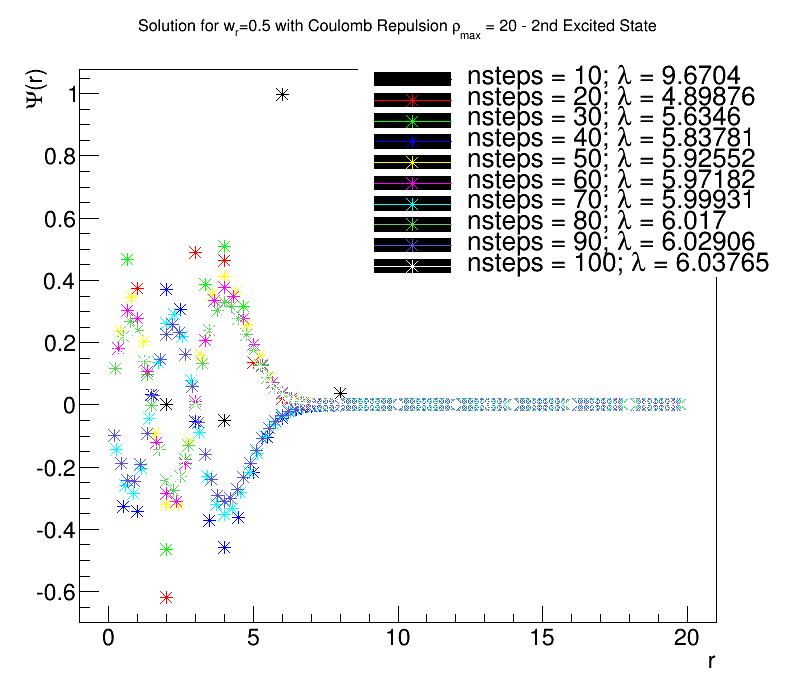 Solution for wr=0.5 with Coulomb Repulsion ρmax = 20 - 2nd Excited State
Ψ(r)
nsteps = 10; λ = 9.6704
nsteps = 20; λ = 4.89876
nsteps = 30; λ = 5.6346
nsteps = 40; λ = 5.83781
nsteps = 50; λ = 5.92552
nsteps = 60; λ = 5.97182
nsteps = 70; λ = 5.99931
nsteps = 80; λ = 6.017
nsteps = 90; λ = 6.02906
nsteps = 100; λ = 6.03765
1
0.8
0.6
0.4
0.2
0
-0.2
-0.4
-0.6
0 5 10 15 20
r